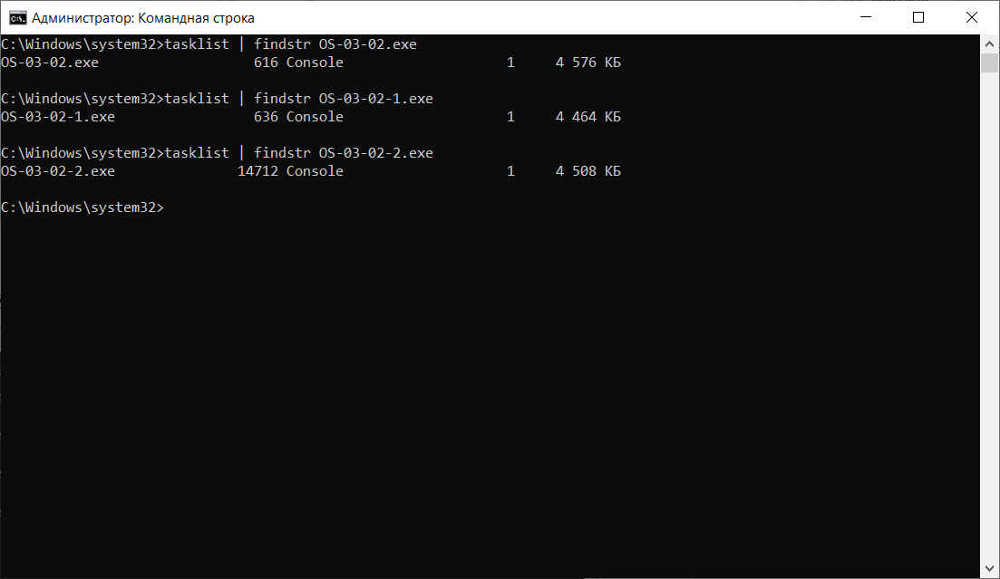 Администратор: Командная строка
C:\Windows\system32>tasklist | findstr OS-03-02.exe
OS-03-02.exe                   616 Console                    1     4 576 КБ
C:\Windows\system32>tasklist | findstr OS-03-02-1.exe
OS-03-02-1.exe                 636 Console                    1     4 464 КБ
C:\Windows\system32>tasklist | findstr OS-03-02-2.exe
OS-03-02-2.exe               14712 Console                    1     4 508 КБ
C:\Windows\system32>